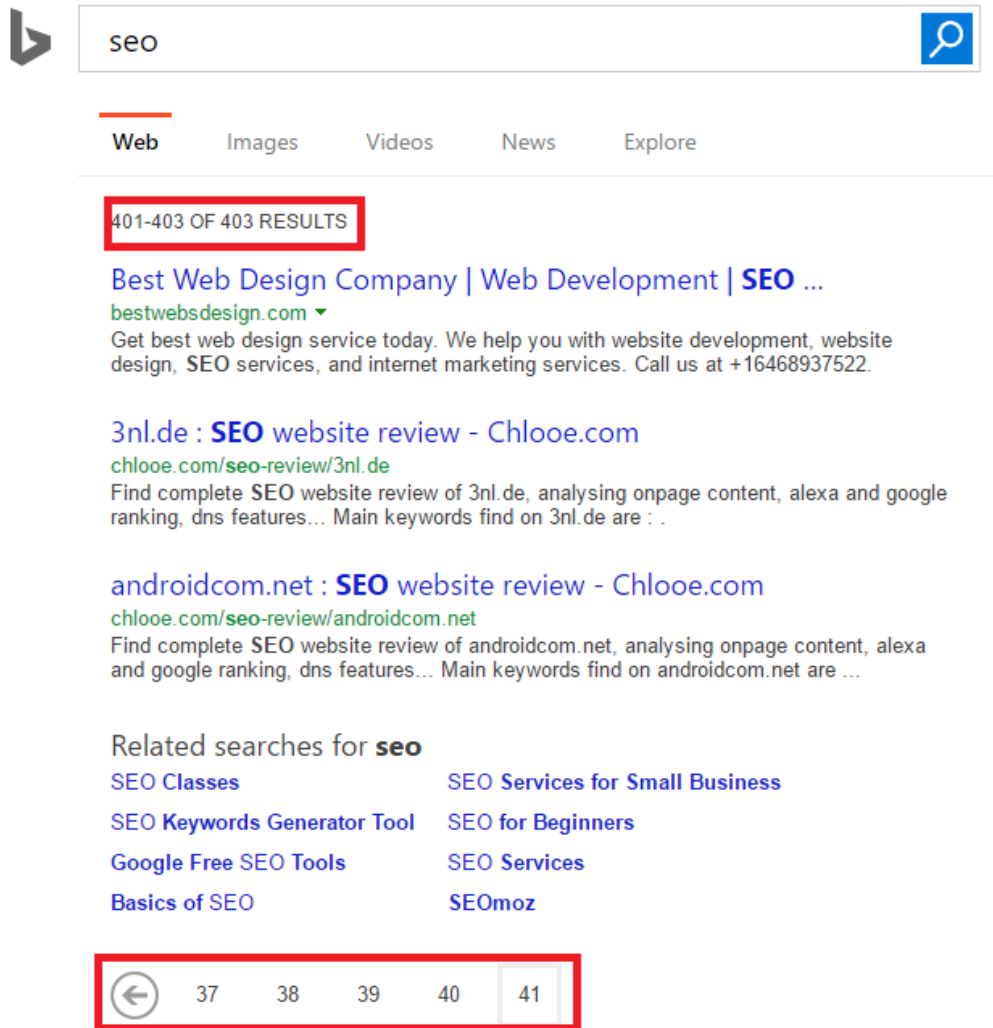 seo
Web Images Videos News Explore
401-403 OF 403 RESULTS
Best Web Design Company | Web Development | SEO ...
bestwebsdesign.com
Get best web design service today. We help you with website development, website
design, SEO services, and internet marketing services. Call us at +16468937522.
3nl.de : SEO website review - Chlooe.com
chlooe.com/seo-review/3nl.de
Find complete SEO website review of 3nl.de, analysing onpage content, alexa and google
ranking, dns features... Main keywords find on 3nl.de are : .
androidcom.net : SEO website review - Chlooe.com
chlooe.com/seo-review/androidcom.net
Find complete SEO website review of androidcom.net, analysing onpage content, alexa
and google ranking, dns features... Main keywords find on androidcom.net are ...
Related searches for seo
SEO Classes SEO Services for Small Business
SEO Keywords Generator Tool SEO for Beginners
Google Free SEO Tools SEO Services
Basics of SEO SEOmoz
37 38 39 40 41